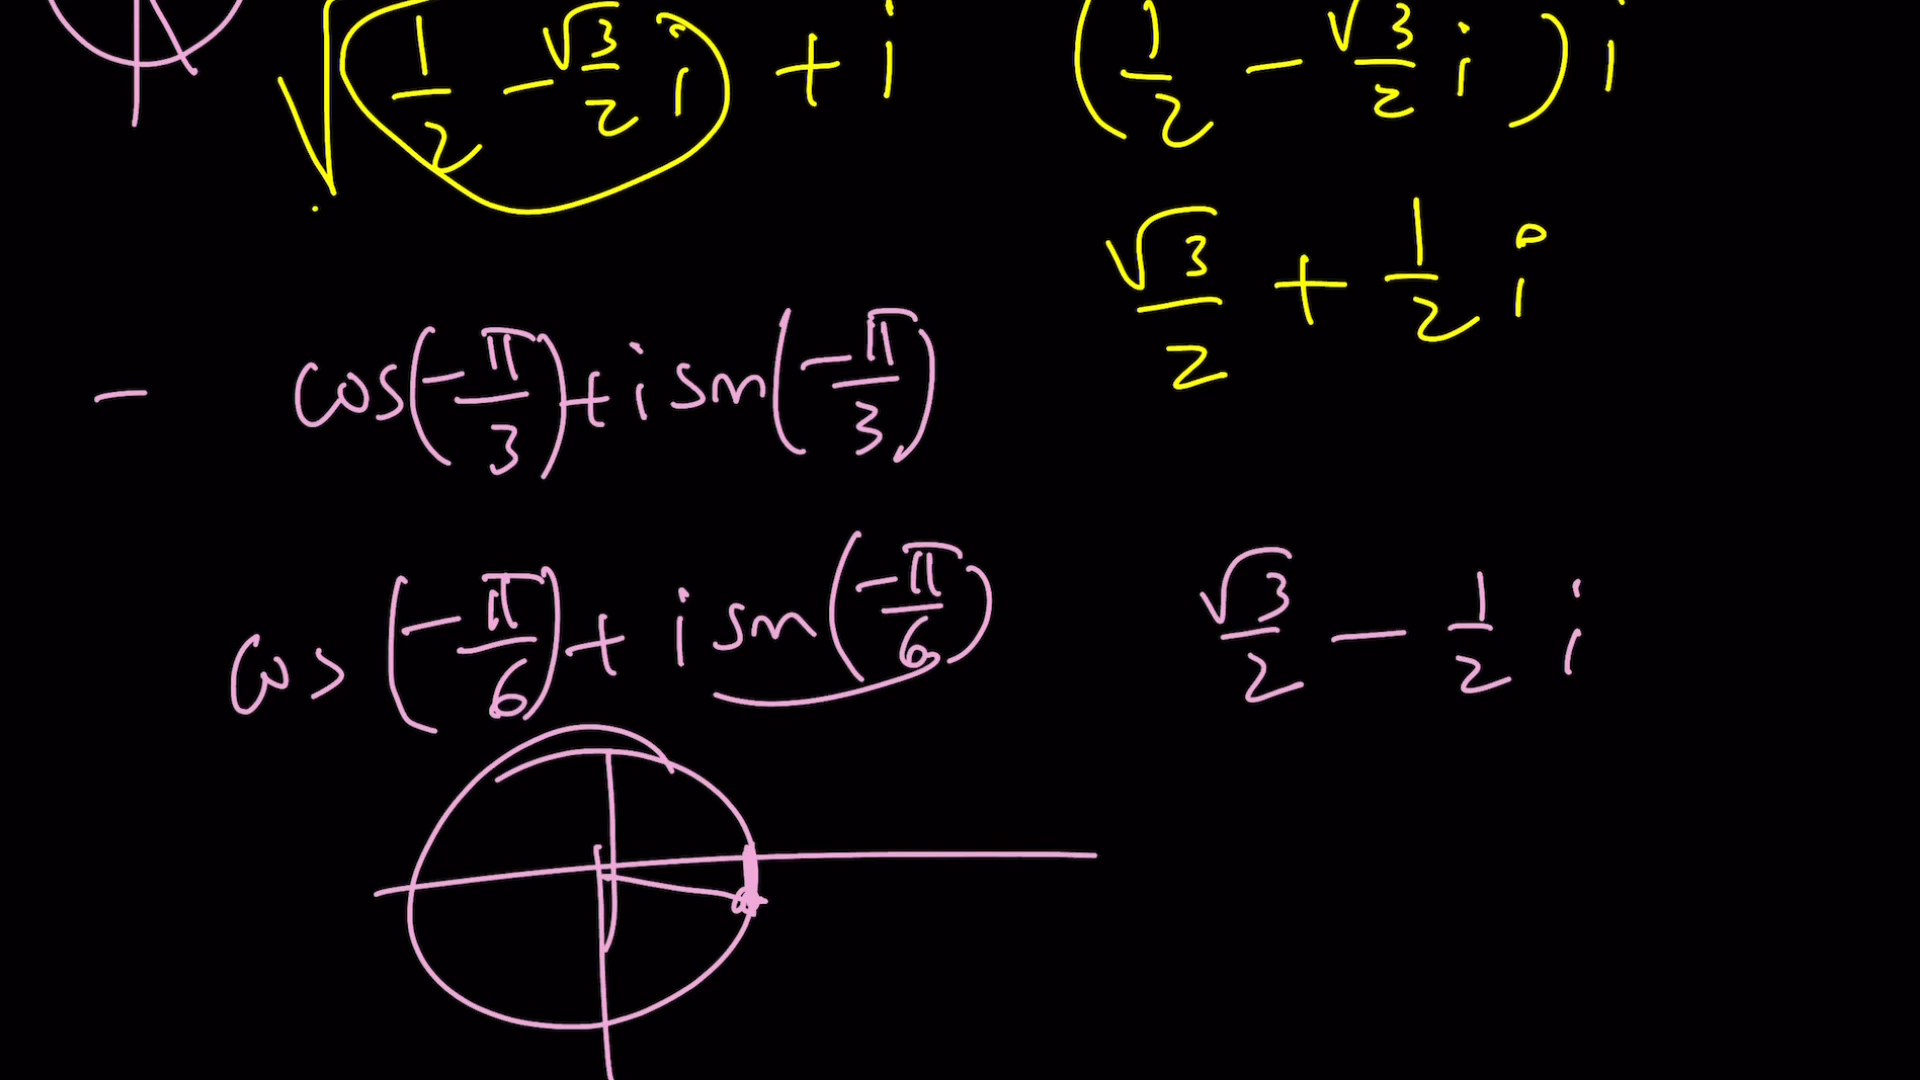 √(1/2 - √3/2 i) + i (1/2 - √3/2 i) i
√3/2 + 1/2 i
- cos(-π/3) + i sin(-π/3)
cos(-π/6) + i sin(-π/6) √3/2 - 1/2 i